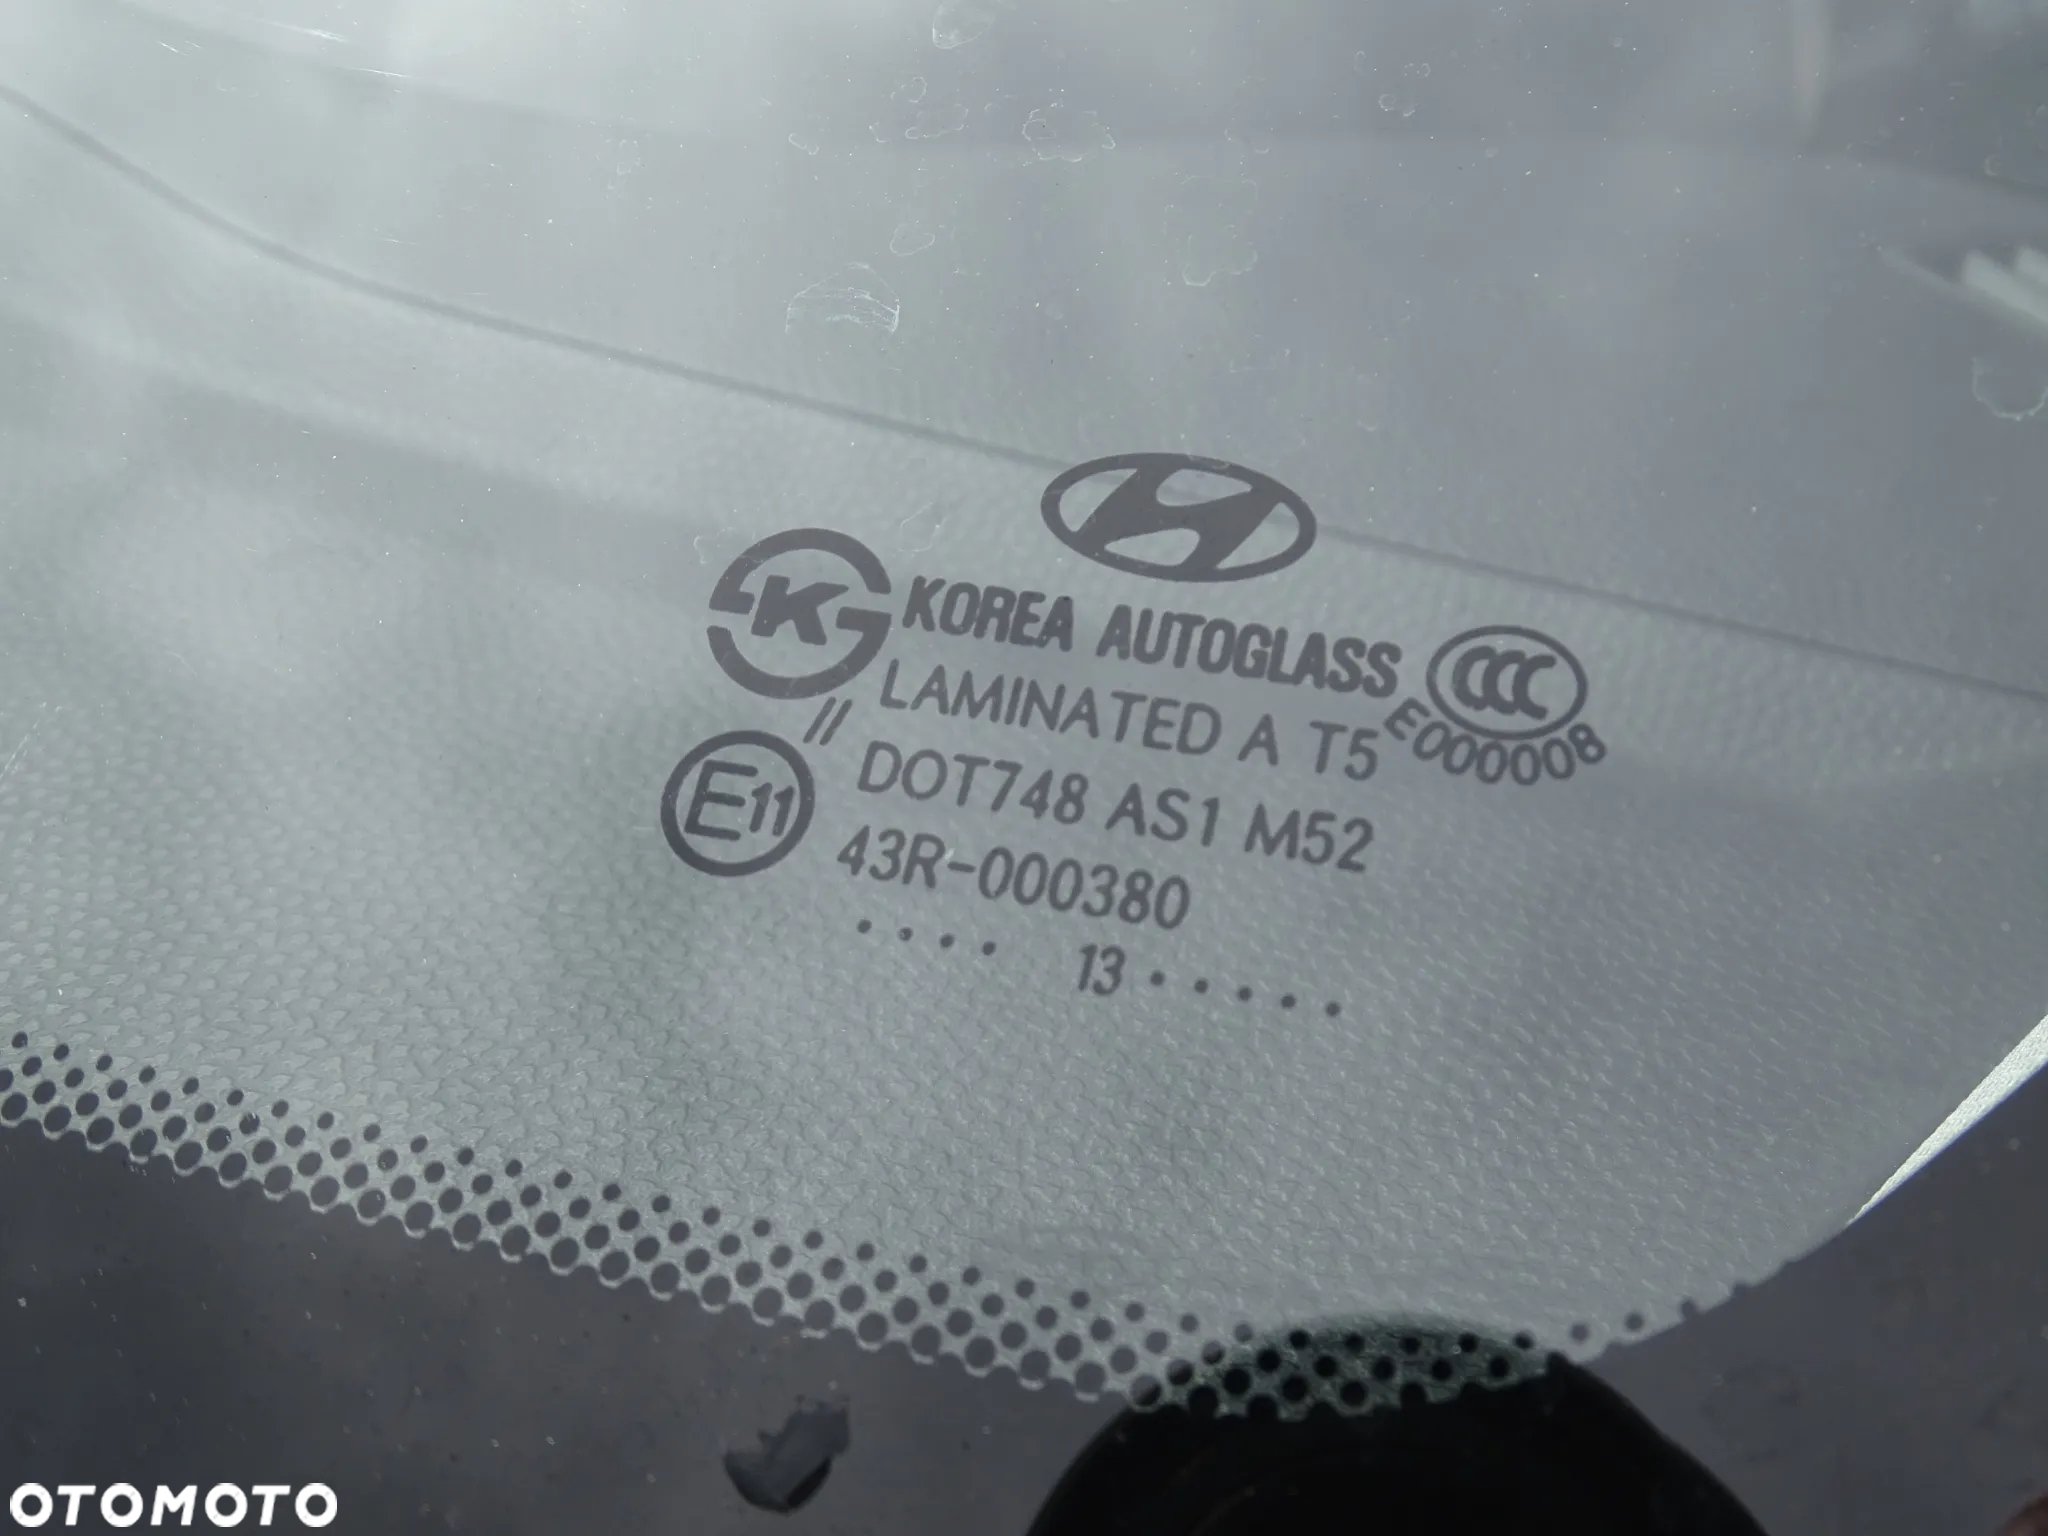 K
KOREA AUTOGLASS
CCC
E000008
LAMINATED A T5
//
DOT748 AS1 M52
E11
43R-000380
.... 13.....
OTOMOTO